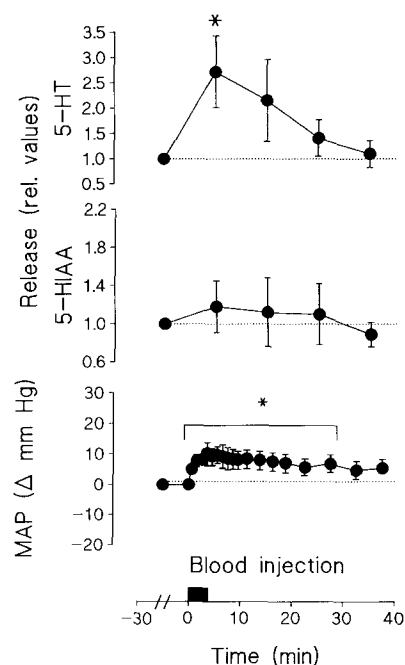 *
3.5
3.0
2.5
2.0
1.5
1.0
0.5
5-HT
Release (rel. values)
2.2
1.8
1.4
1.0
0.6
5-HIAA
*
30
20
10
0
-10
-20
MAP (Δ mm Hg)
Blood injection
-30 0 10 20 30 40
Time (min)